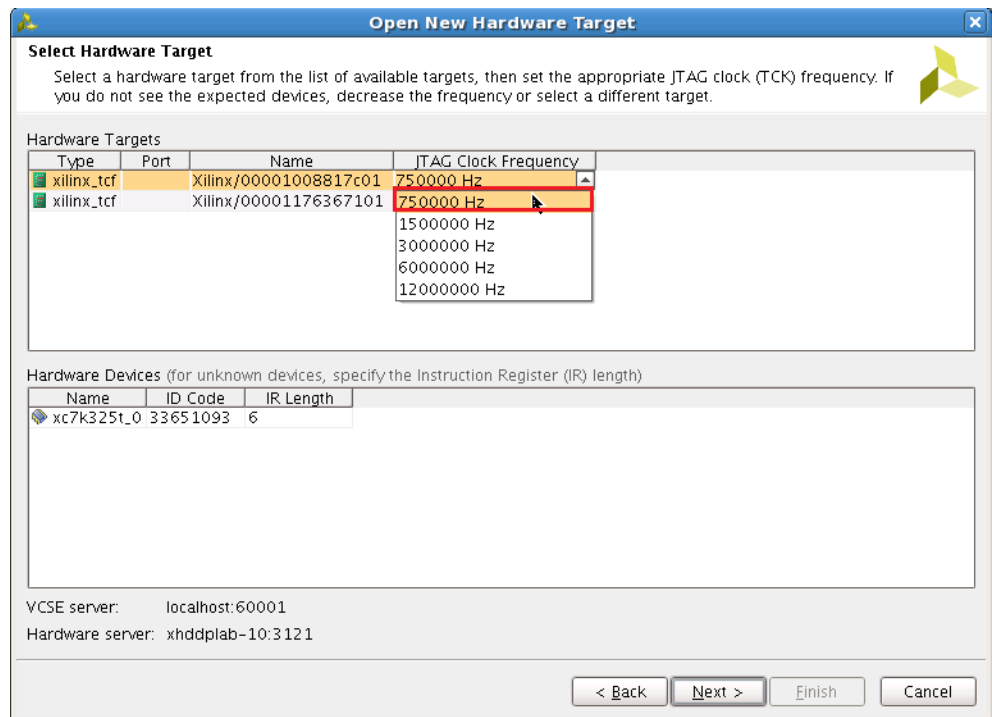 Open New Hardware Target
Select Hardware Target
Select a hardware target from the list of available targets, then set the appropriate JTAG clock (TCK) frequency. If
you do not see the expected devices, decrease the frequency or select a different target.
Hardware Targets
Type Port Name JTAG Clock Frequency
xilinx_tcf Xilinx/00001008817c01 750000 Hz
xilinx_tcf Xilinx/00001176367101 750000 Hz
1500000 Hz
3000000 Hz
6000000 Hz
12000000 Hz
Hardware Devices (for unknown devices, specify the Instruction Register (IR) length)
Name ID Code IR Length
xc7k325t_0 33651093 6
VCSE server: localhost:60001
Hardware server: xhddplab-10:3121
< Back Next > Finish Cancel